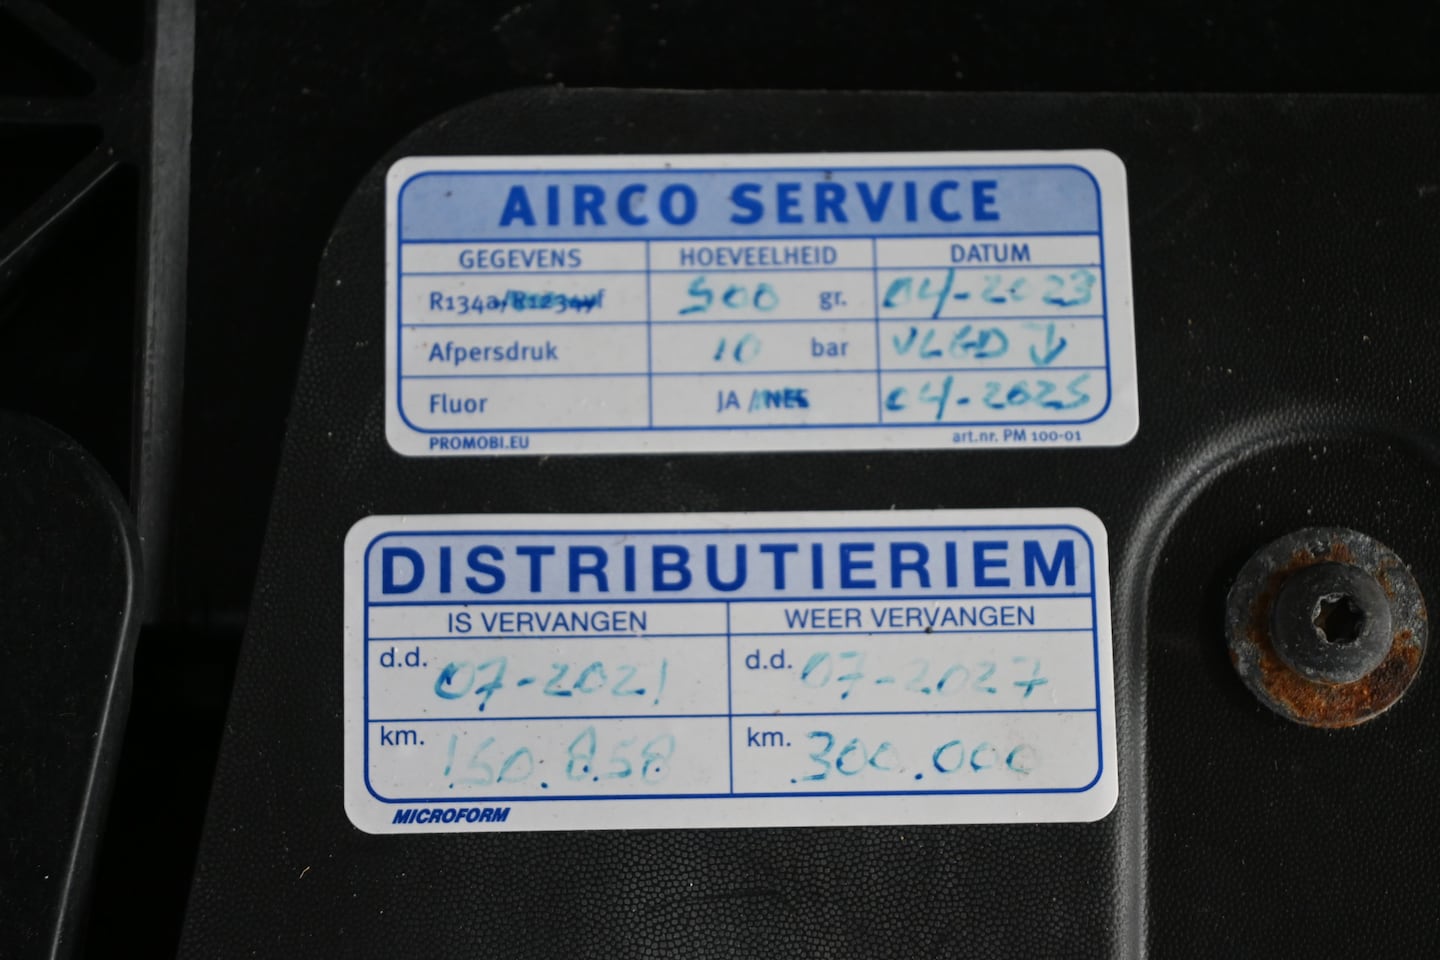 AIRCO SERVICE
GEGEVENS HOEVEELHEID DATUM
R134a/R1234yf 500 gr. 04-2023
Afpersdruk 10 bar VLGD
Fluor JA / NEE 04-2025
PROMOBI.EU art.nr. PM 100-01
DISTRIBUTIERIEM
IS VERVANGEN WEER VERVANGEN
d.d. 07-2021 d.d. 07-2027
km. 150.858 km. 300.000
MICROFORM